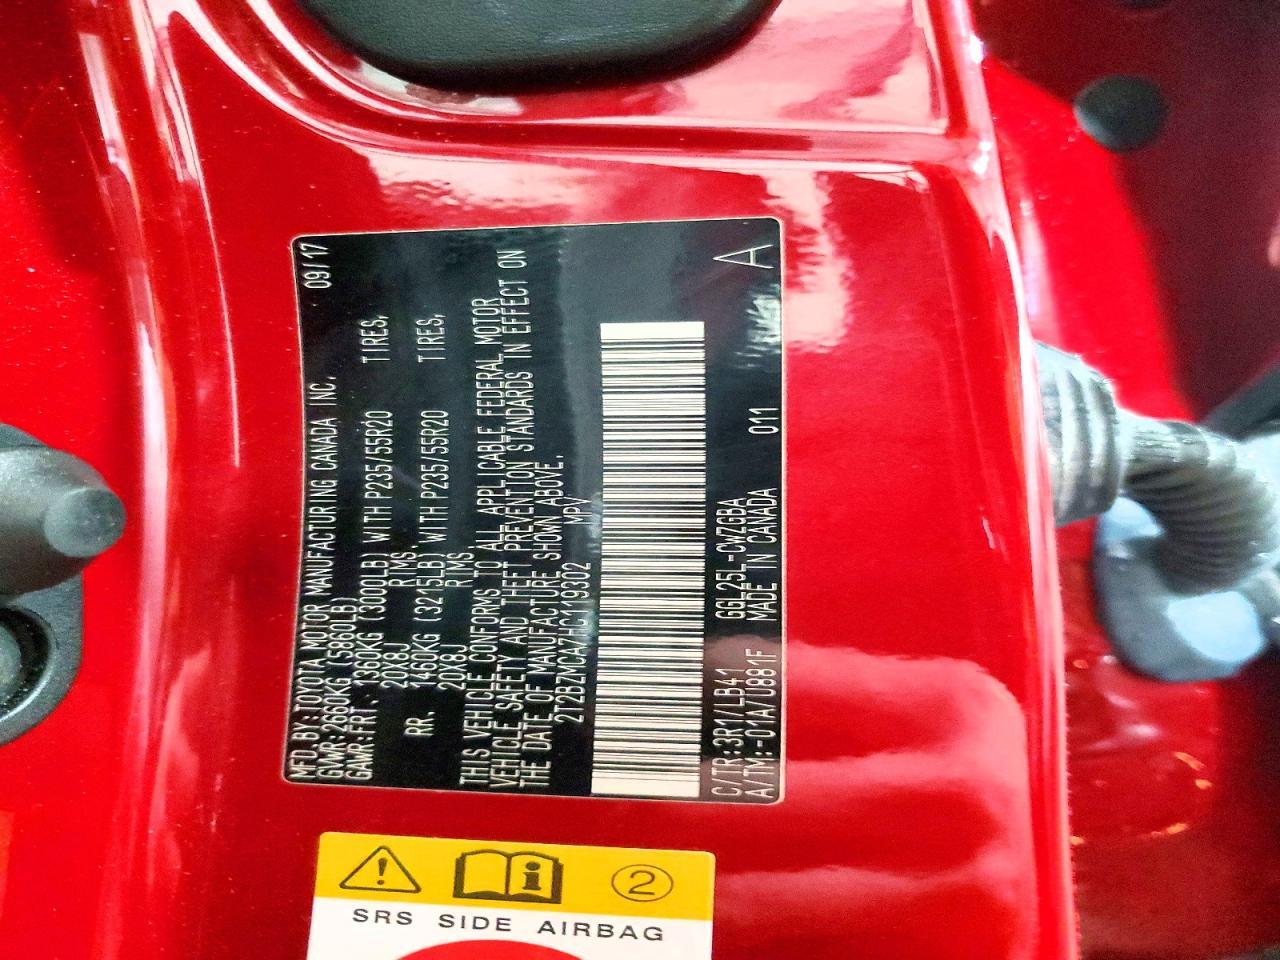 MFD.BY:TOYOTA MOTOR MANUFACTURING CANADA INC. 09/17
GVWR:2660KG (5860LB)
GAWR:FRT. 1360KG (3000LB) WITH P235/55R20 TIRES,
20X8J RIMS,
RR. 1460KG (3215LB) WITH P235/55R20 TIRES,
20X8J RIMS,
THIS VEHICLE CONFORMS TO ALL APPLICABLE FEDERAL MOTOR
VEHICLE SAFETY AND THEFT PREVENTION STANDARDS IN EFFECT ON
THE DATE OF MANUFACTURE SHOWN ABOVE.
2T2BZMCA7HC119302 MPV
C/TR:3R1/LB41 GGL25L-CWZGBA 011 A
A/TM:-01A/U881F MADE IN CANADA
2
SRS SIDE AIRBAG